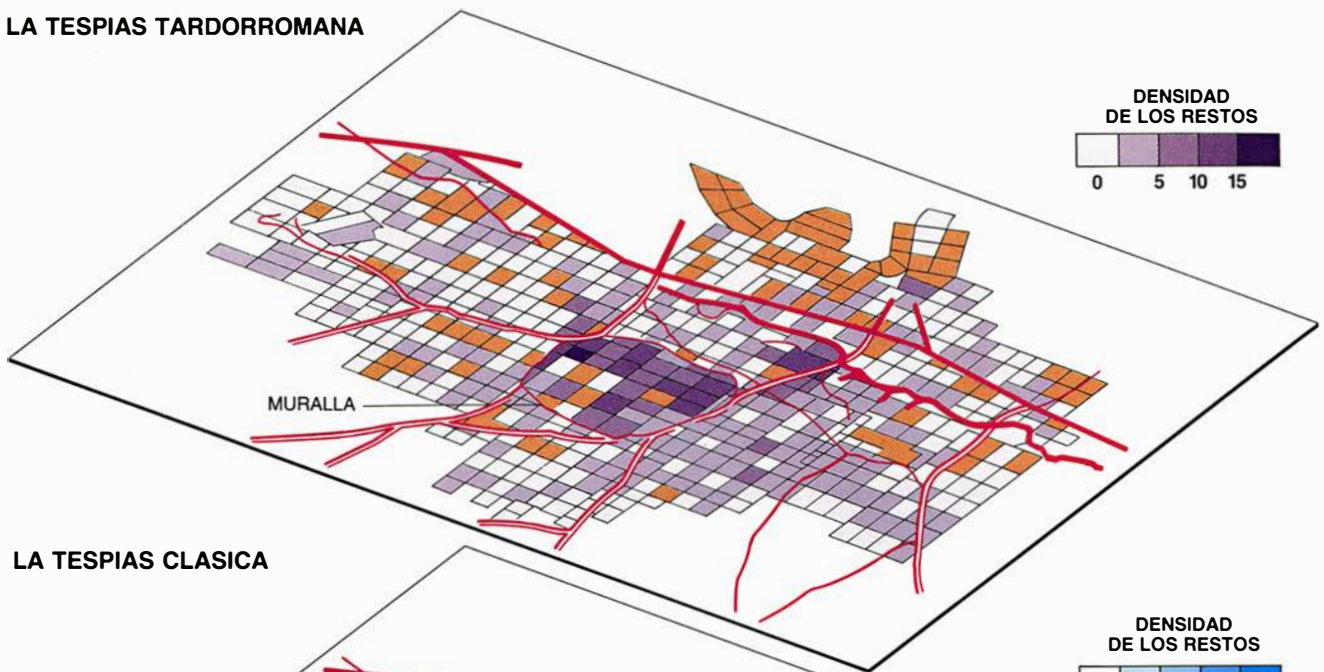 LA TESPIAS TARDORROMANA
DENSIDAD
DE LOS RESTOS
0 5 10 15
MURALLA
LA TESPIAS CLASICA
DENSIDAD
DE LOS RESTOS